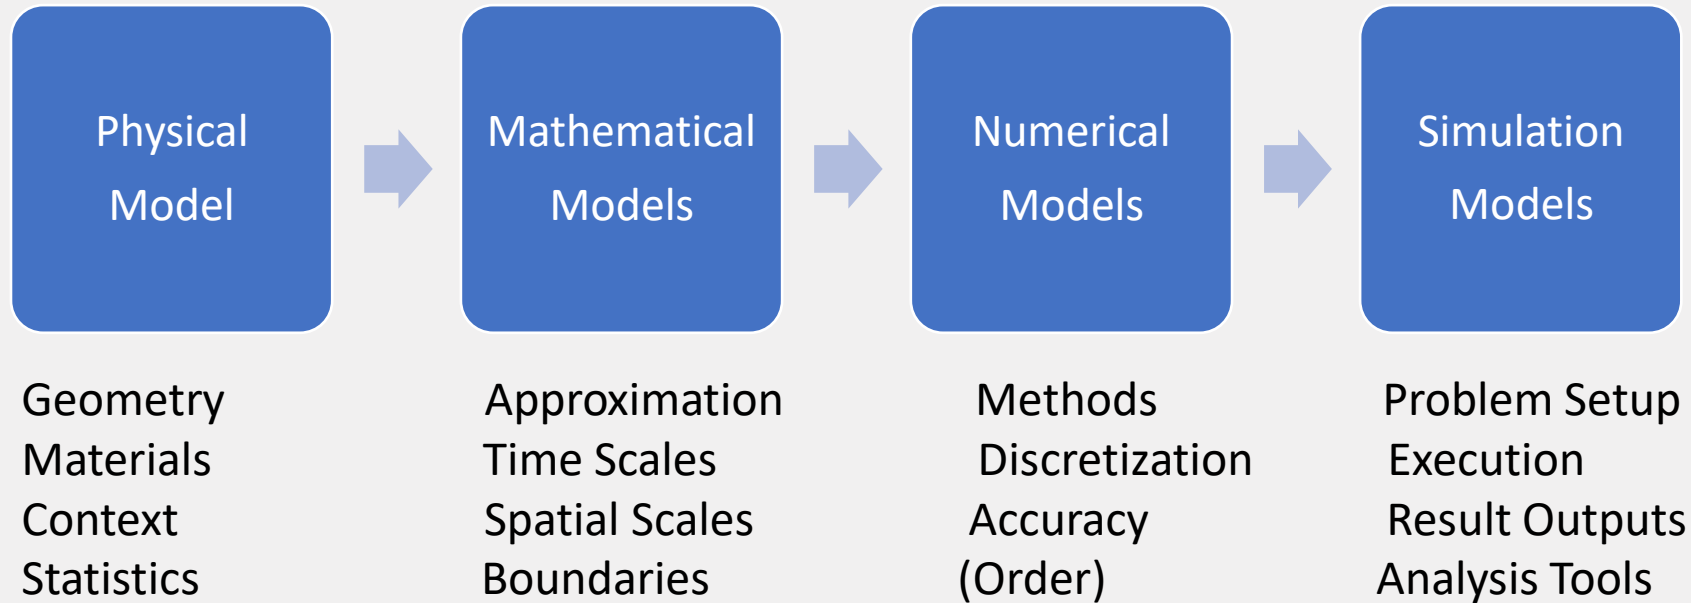 Physical
Model
Mathematical
Models
Numerical
Models
Simulation
Models
Geometry
Materials
Context
Statistics
Approximation
Time Scales
Spatial Scales
Boundaries
Methods
Discretization
Accuracy
(Order)
Problem Setup
Execution
Result Outputs
Analysis Tools